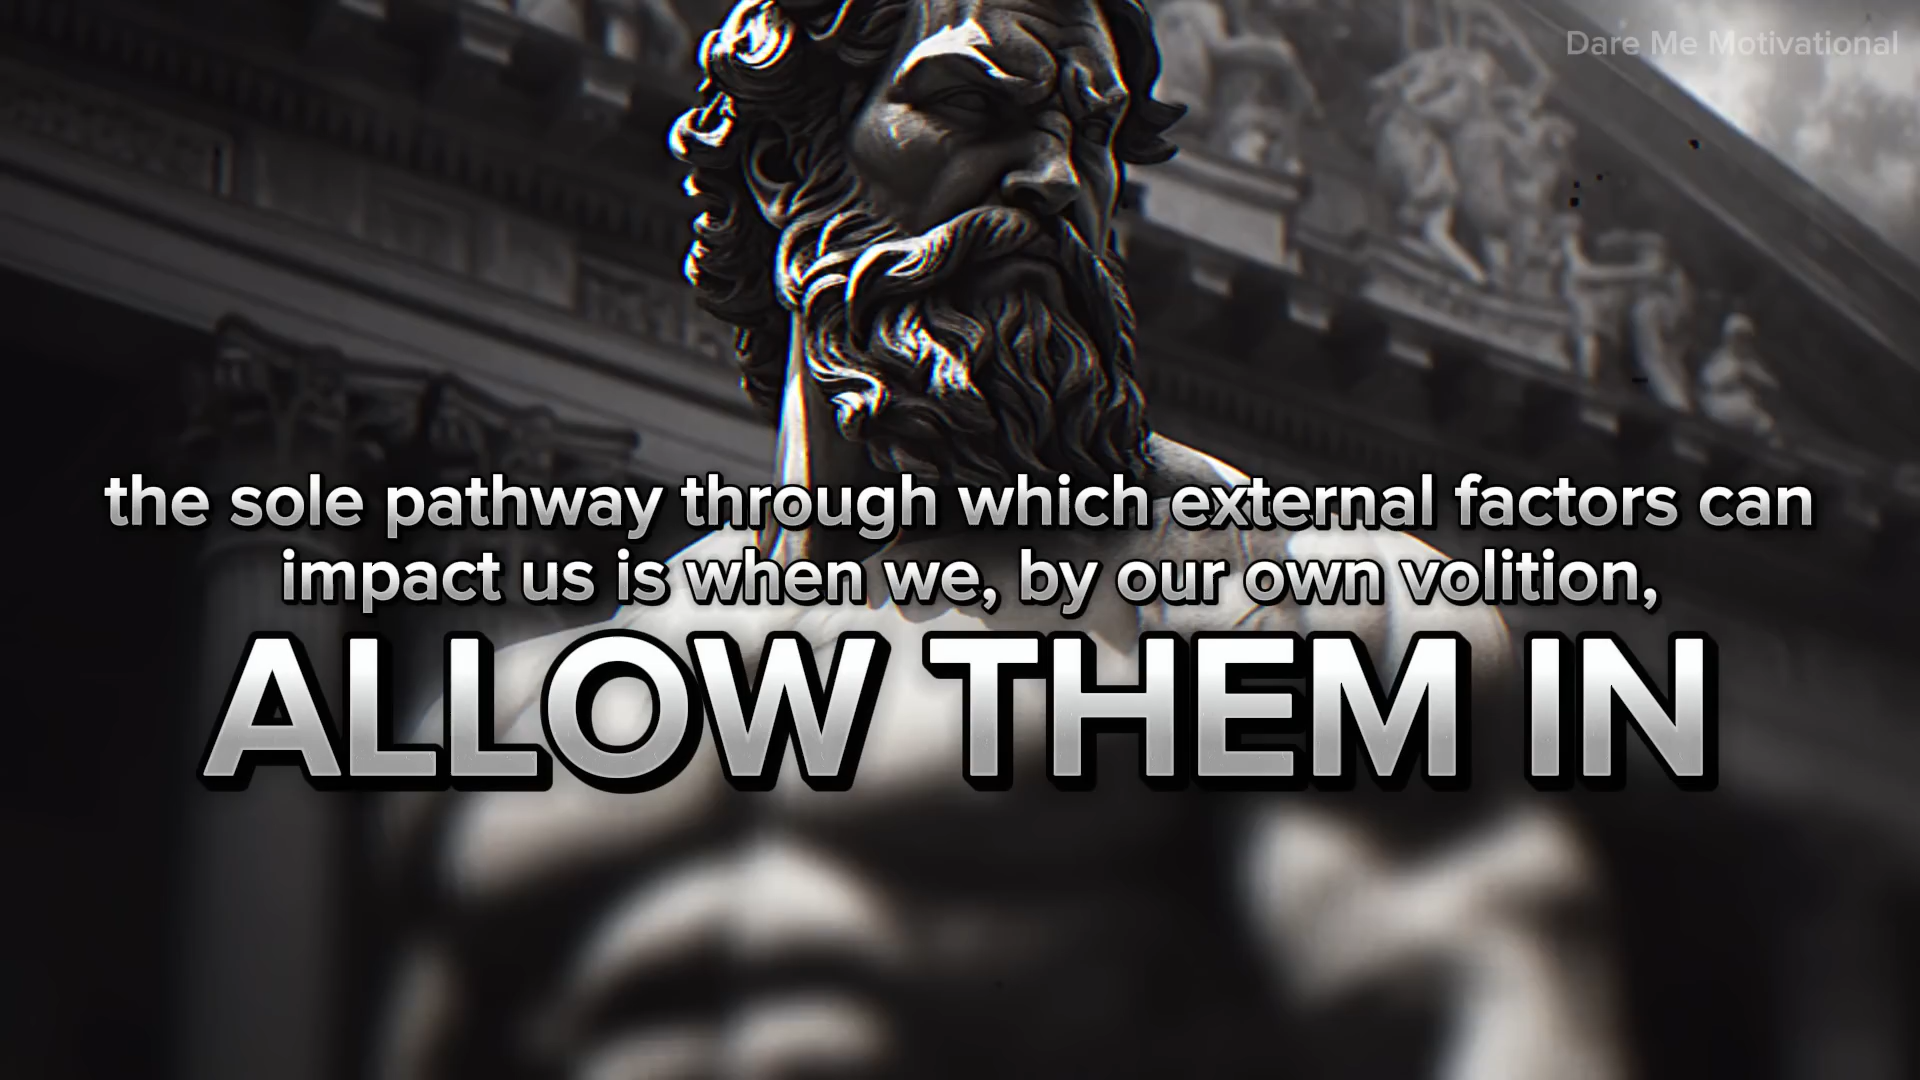 Dare Me Motivational
the sole pathway through which external factors can
impact us is when we, by our own volition,
ALLOW THEM IN